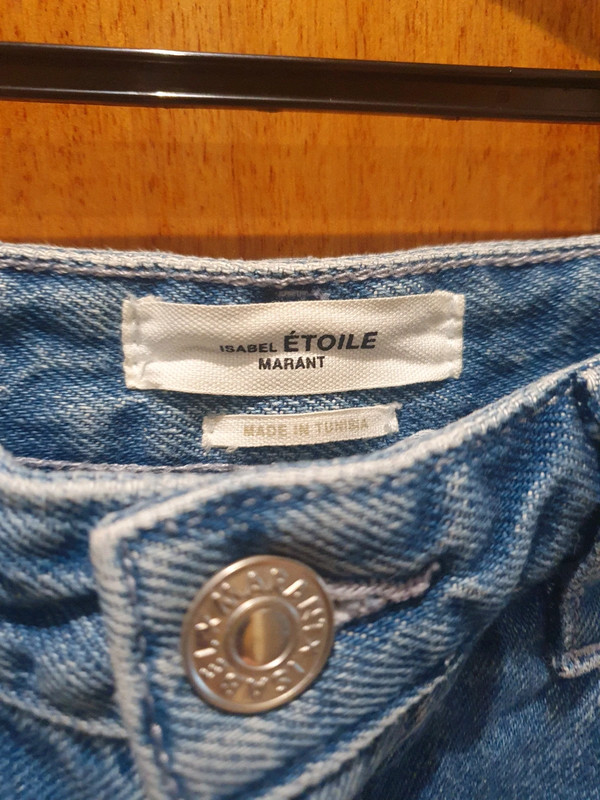 ISABEL ÉTOILE
MARANT
MADE IN TUNISIA
ISABEL X MARANT X